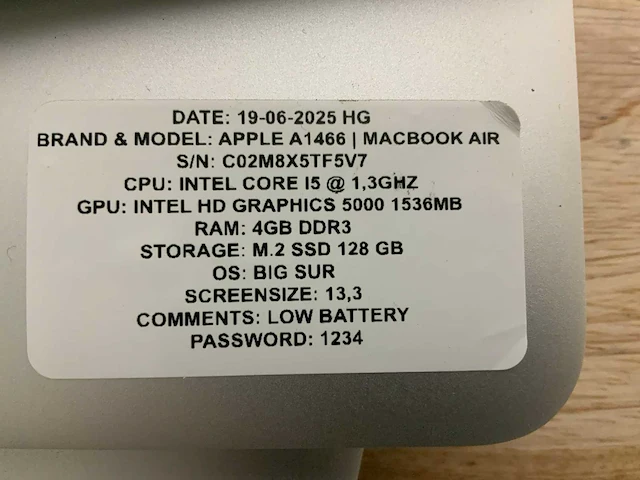 DATE: 19-06-2025 HG
BRAND & MODEL: APPLE A1466 | MACBOOK AIR
S/N: C02M8X5TF5V7
CPU: INTEL CORE I5 @ 1,3GHZ
GPU: INTEL HD GRAPHICS 5000 1536MB
RAM: 4GB DDR3
STORAGE: M.2 SSD 128 GB
OS: BIG SUR
SCREENSIZE: 13,3
COMMENTS: LOW BATTERY
PASSWORD: 1234